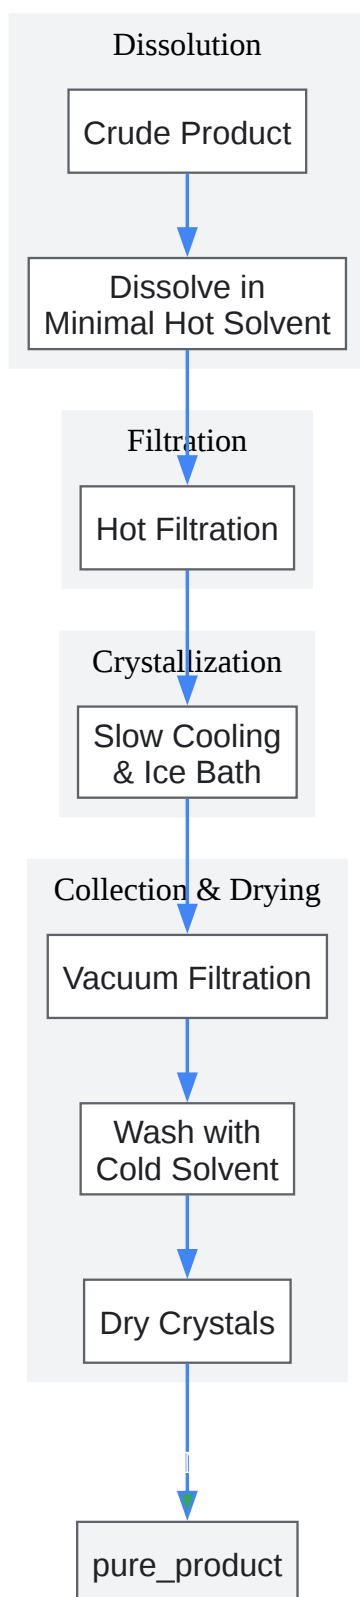 Dissolution
Crude Product
Dissolve in
Minimal Hot Solvent
Filtration
Hot Filtration
Crystallization
Slow Cooling
& Ice Bath
Collection & Drying
Vacuum Filtration
Wash with
Cold Solvent
Dry Crystals
pure_product